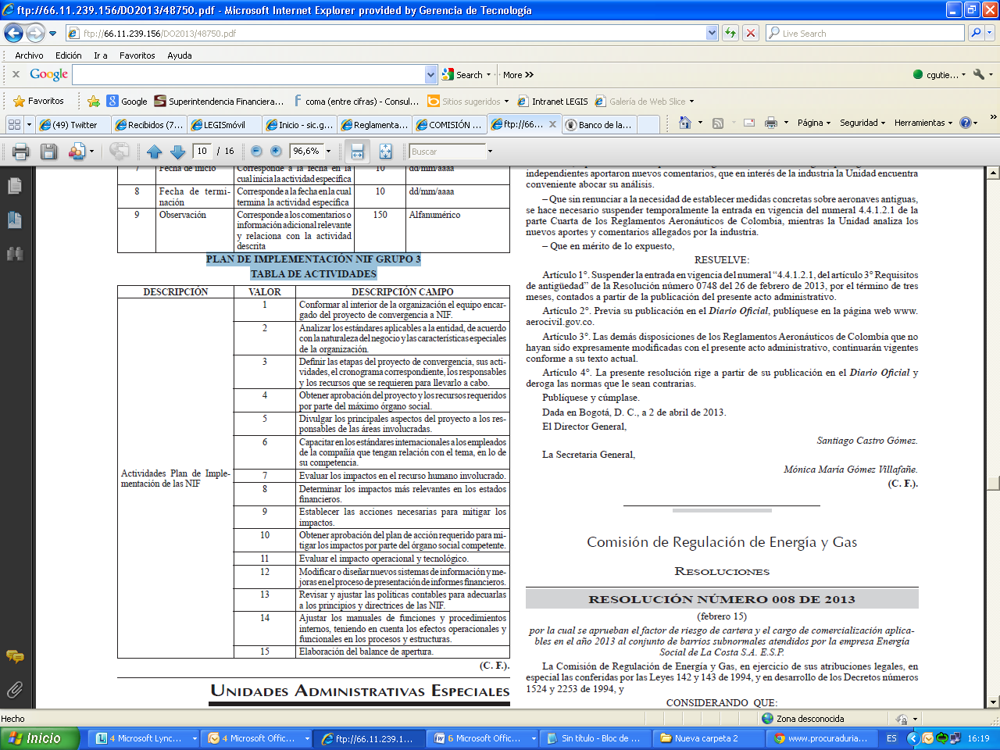 ftp://66.11.239.156/DO2013/48750.pdf - Microsoft Internet Explorer provided by Gerencia de Tecnología
ftp://66.11.239.156/DO2013/48750.pdf
Live Search
Archivo Edición Ir a Favoritos Ayuda
x Google Search More »
cgutie...
Favoritos Google Superintendencia Financiera... coma (entre cifras) - Consul... Sitios sugeridos Intranet LEGIS Galería de Web Slice
(49) Twitter Recibidos (7... LEGISmóvil Inicio - sic.g... Reglamenta... COMISIÓN ... ftp://66... Banco de la...
Página Seguridad Herramientas
10 / 16 96,6% Buscar
7 Fecha de inicio Corresponde a la fecha en la 10 dd/mm/aaaa
cual inicia la actividad específica
8 Fecha de termi- Corresponde a la fecha en la cual 10 dd/mm/aaaa
nación termina la actividad específica
9 Observación Corresponde a los comentarios o 150 Alfanumérico
información adicional relevante
y relaciona con la actividad
descrita
PLAN DE IMPLEMENTACIÓN NIF GRUPO 3
TABLA DE ACTIVIDADES
DESCRIPCIÓN VALOR DESCRIPCIÓN CAMPO
Actividades Plan de Imple-
mentación de las NIF
1 Conformar al interior de la organización el equipo encar-
gado del proyecto de convergencia a NIF.
2 Analizar los estándares aplicables a la entidad, de acuerdo
con la naturaleza del negocio y las características especiales
de la organización.
3 Definir las etapas del proyecto de convergencia, sus acti-
vidades, el cronograma correspondiente, los responsables
y los recursos que se requieren para llevarlo a cabo.
4 Obtener aprobación del proyecto y los recursos requeridos
por parte del máximo órgano social.
5 Divulgar los principales aspectos del proyecto a los res-
ponsables de las áreas involucradas.
6 Capacitar en los estándares internacionales a los empleados
de la compañía que tengan relación con el tema, en lo de
su competencia.
7 Evaluar los impactos en el recurso humano involucrado.
8 Determinar los impactos más relevantes en los estados
financieros.
9 Establecer las acciones necesarias para mitigar los
impactos.
10 Obtener aprobación del plan de acción requerido para mi-
tigar los impactos por parte del órgano social competente.
11 Evaluar el impacto operacional y tecnológico.
12 Modificar o diseñar nuevos sistemas de información y me-
joras en el proceso de presentación de informes financieros.
13 Revisar y ajustar las políticas contables para adecuarlas
a los principios y directrices de las NIF.
14 Ajustar los manuales de funciones y procedimientos
internos, teniendo en cuenta los efectos operacionales y
funcionales en los procesos y estructuras.
15 Elaboración del balance de apertura.
(C. F.).
UNIDADES ADMINISTRATIVAS ESPECIALES
independientes aportaron nuevos comentarios, que en interés de la industria la Unidad encuentra
conveniente abocar su análisis.
– Que sin renunciar a la necesidad de establecer medidas concretas sobre aeronaves antiguas,
se hace necesario suspender temporalmente la entrada en vigencia del numeral 4.4.1.2.1 de la
parte Cuarta de los Reglamentos Aeronáuticos de Colombia, mientras la Unidad analiza los
nuevos aportes y comentarios allegados por la industria.
– Que en mérito de lo expuesto,
RESUELVE:
Artículo 1°. Suspender la entrada en vigencia del numeral “4.4.1.2.1, del artículo 3° Requisitos
de antigüedad” de la Resolución número 0748 del 26 de febrero de 2013, por el término de tres
meses, contados a partir de la publicación del presente acto administrativo.
Artículo 2°. Previa su publicación en el Diario Oficial, publíquese en la página web www.
aerocivil.gov.co.
Artículo 3°. Las demás disposiciones de los Reglamentos Aeronáuticos de Colombia que no
hayan sido expresamente modificadas con el presente acto administrativo, continuarán vigentes
conforme a su texto actual.
Artículo 4°. La presente resolución rige a partir de su publicación en el Diario Oficial y
deroga las normas que le sean contrarias.
Publíquese y cúmplase.
Dada en Bogotá, D. C., a 2 de abril de 2013.
El Director General,
Santiago Castro Gómez.
La Secretaria General,
Mónica María Gómez Villafañe.
(C. F.).
Comisión de Regulación de Energía y Gas
RESOLUCIONES
RESOLUCIÓN NÚMERO 008 DE 2013
(febrero 15)
por la cual se aprueban el factor de riesgo de cartera y el cargo de comercialización aplica-
bles en el año 2013 al conjunto de barrios subnormales atendidos por la empresa Energía
Social de La Costa S.A. E.S.P.
La Comisión de Regulación de Energía y Gas, en ejercicio de sus atribuciones legales, en
especial las conferidas por las Leyes 142 y 143 de 1994, y en desarrollo de los Decretos números
1524 y 2253 de 1994, y
CONSIDERANDO QUE:
Hecho Zona desconocida
Inicio 4 Microsoft Lync... 4 Microsoft Offic... ftp://66.11.239.1... 6 Microsoft Offic... Sin título - Bloc de ... Nueva carpeta 2 www.procuraduria... ES 16:19